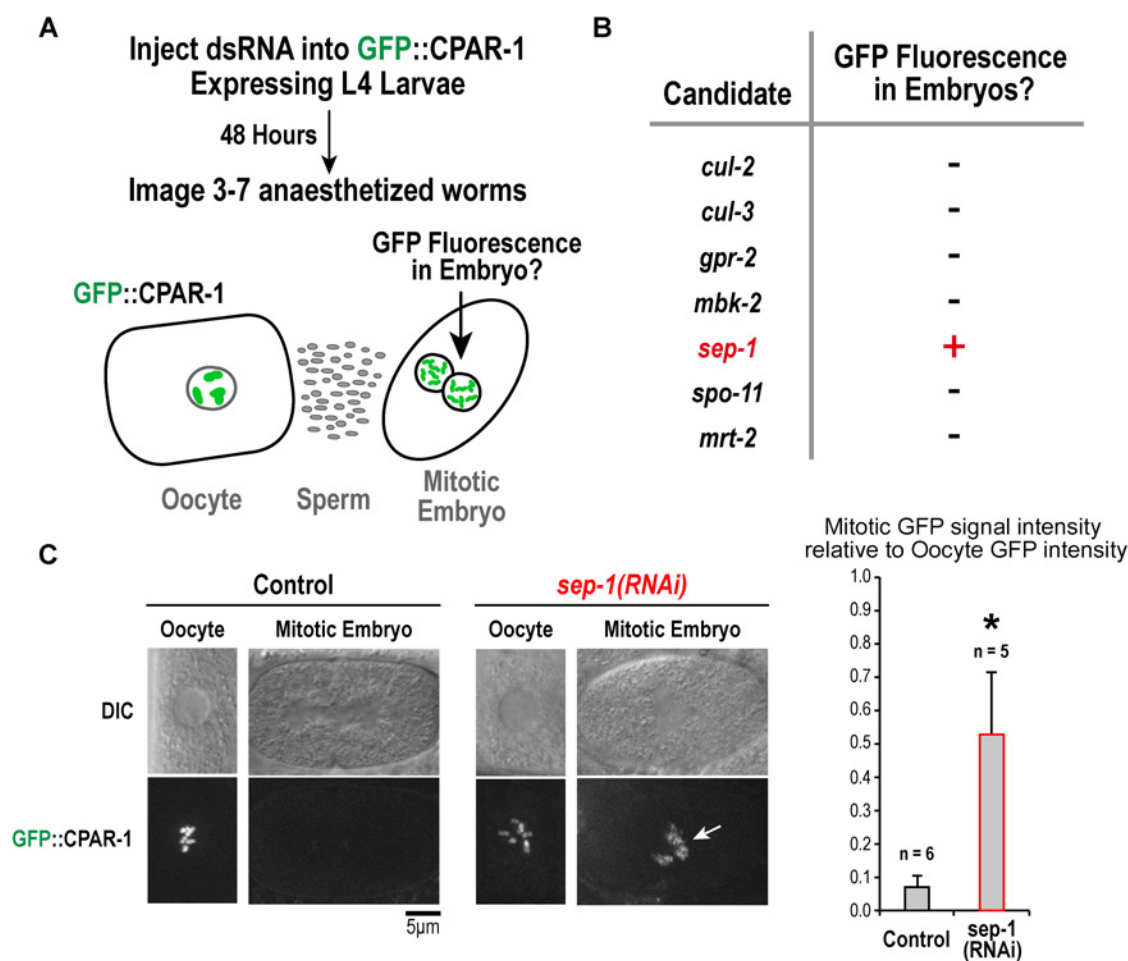 A
Inject dsRNA into GFP::CPAR-1
Expressing L4 Larvae
48 Hours
Image 3-7 anaesthetized worms
GFP Fluorescence
in Embryo?
GFP::CPAR-1
Oocyte
Sperm
Mitotic
Embryo
B
Candidate
GFP Fluorescence
in Embryos?
cul-2 -
cul-3 -
gpr-2 -
mbk-2 -
sep-1 +
spo-11 -
mrt-2 -
C
Control
sep-1(RNAi)
Oocyte
Mitotic Embryo
Oocyte
Mitotic Embryo
DIC
GFP::CPAR-1
5μm
Mitotic GFP signal intensity
relative to Oocyte GFP intensity
1.0
0.9
0.8
0.7
0.6
0.5
0.4
0.3
0.2
0.1
0.0
*
n = 5
n = 6
Control
sep-1
(RNAi)